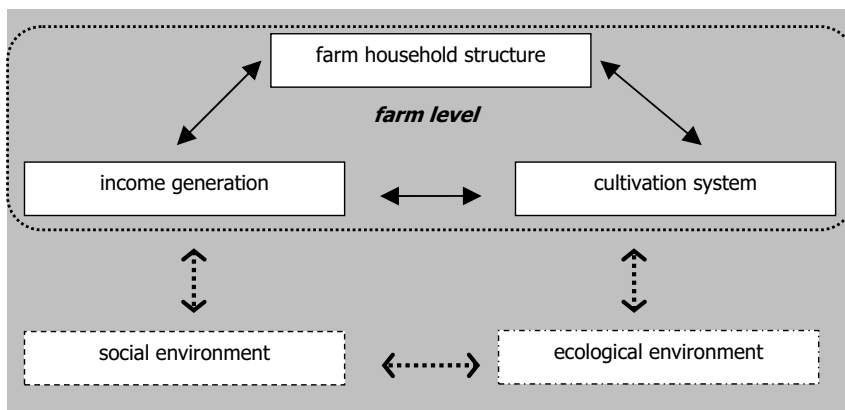 farm household structure
farm level
income generation
cultivation system
social environment
ecological environment